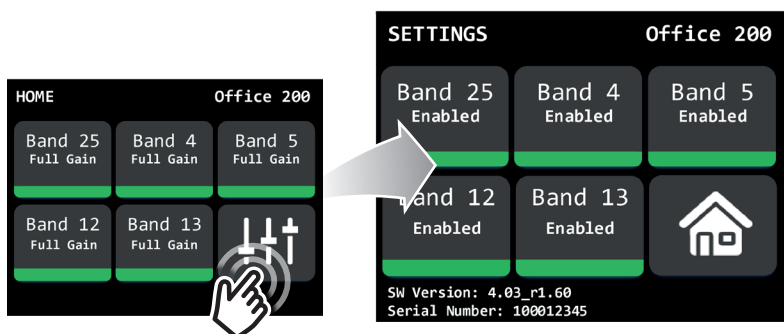 HOME Office 200
Band 25 Band 4 Band 5
Full Gain Full Gain Full Gain
Band 12 Band 13
Full Gain Full Gain
SETTINGS Office 200
Band 25 Band 4 Band 5
Enabled Enabled Enabled
Band 12 Band 13
Enabled Enabled
SW Version: 4.03_r1.60
Serial Number: 100012345